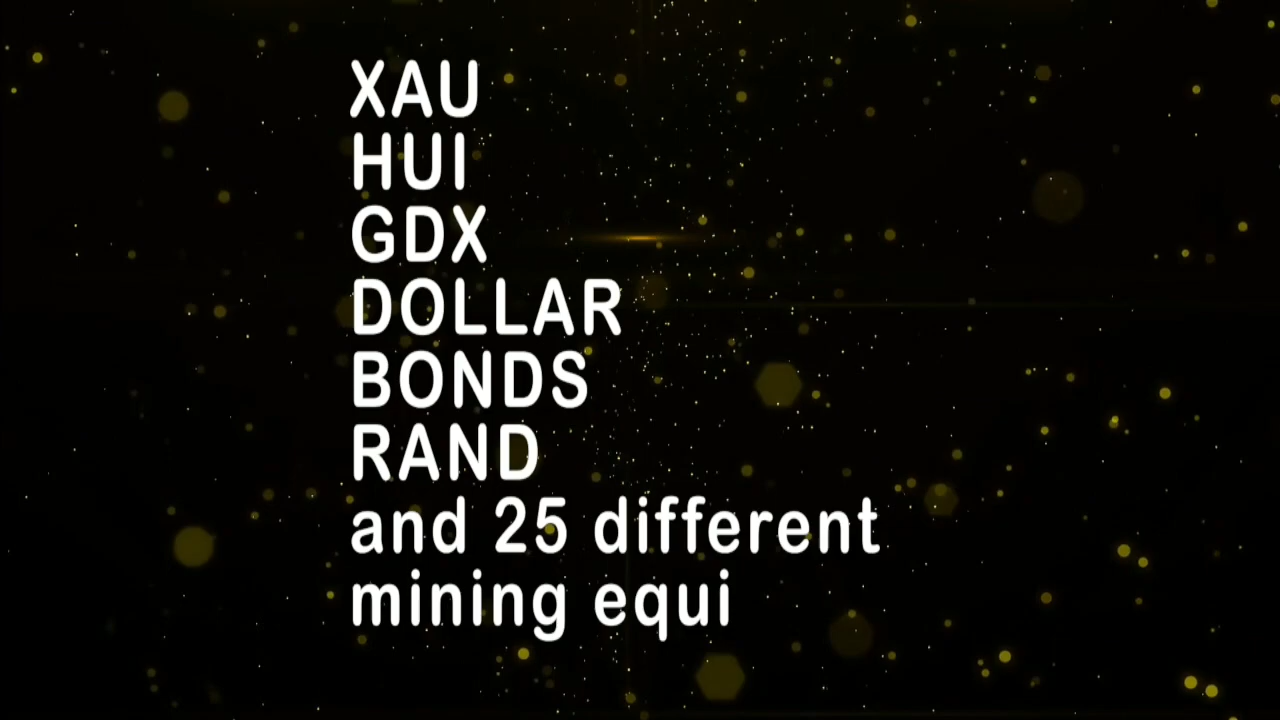 XAU
HUI
GDX
DOLLAR
BONDS
RAND
and 25 different
mining equi